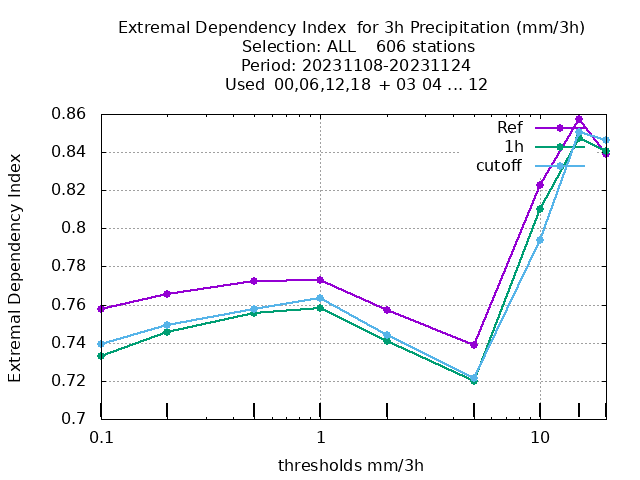 Extremal Dependency Index  for 3h Precipitation (mm/3h)
Selection: ALL    606 stations
Period: 20231108-20231124
Used  00,06,12,18  + 03 04 ... 12
Extremal Dependency Index
0.86
0.84
0.82
0.8
0.78
0.76
0.74
0.72
0.7
Ref
1h
cutoff
0.1
1
10
thresholds mm/3h